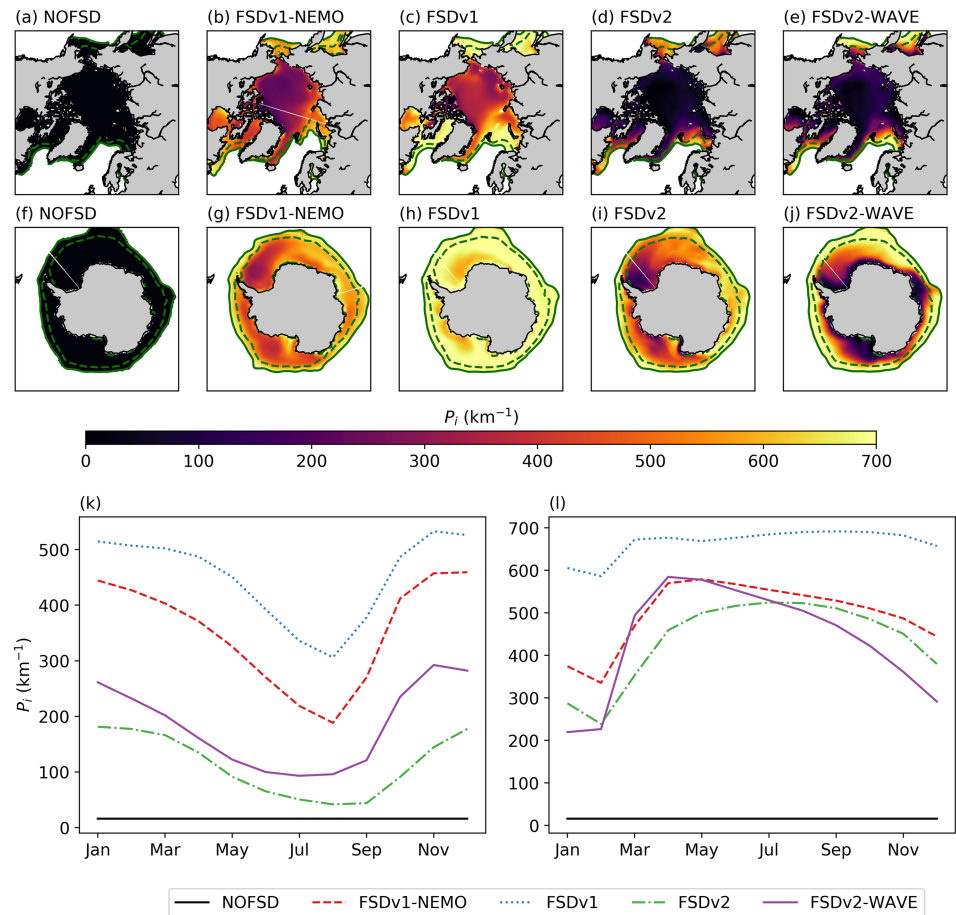 (a) NOFSD (b) FSDv1-NEMO (c) FSDv1 (d) FSDv2 (e) FSDv2-WAVE
(f) NOFSD (g) FSDv1-NEMO (h) FSDv1 (i) FSDv2 (j) FSDv2-WAVE
P_i (km⁻¹)
0 100 200 300 400 500 600 700
(k) (l)
P_i (km⁻¹)
500
400
300
200
100
0
Jan Mar May Jul Sep Nov
700
600
500
400
300
200
100
0
Jan Mar May Jul Sep Nov
NOFSD FSDv1-NEMO FSDv1 FSDv2 FSDv2-WAVE